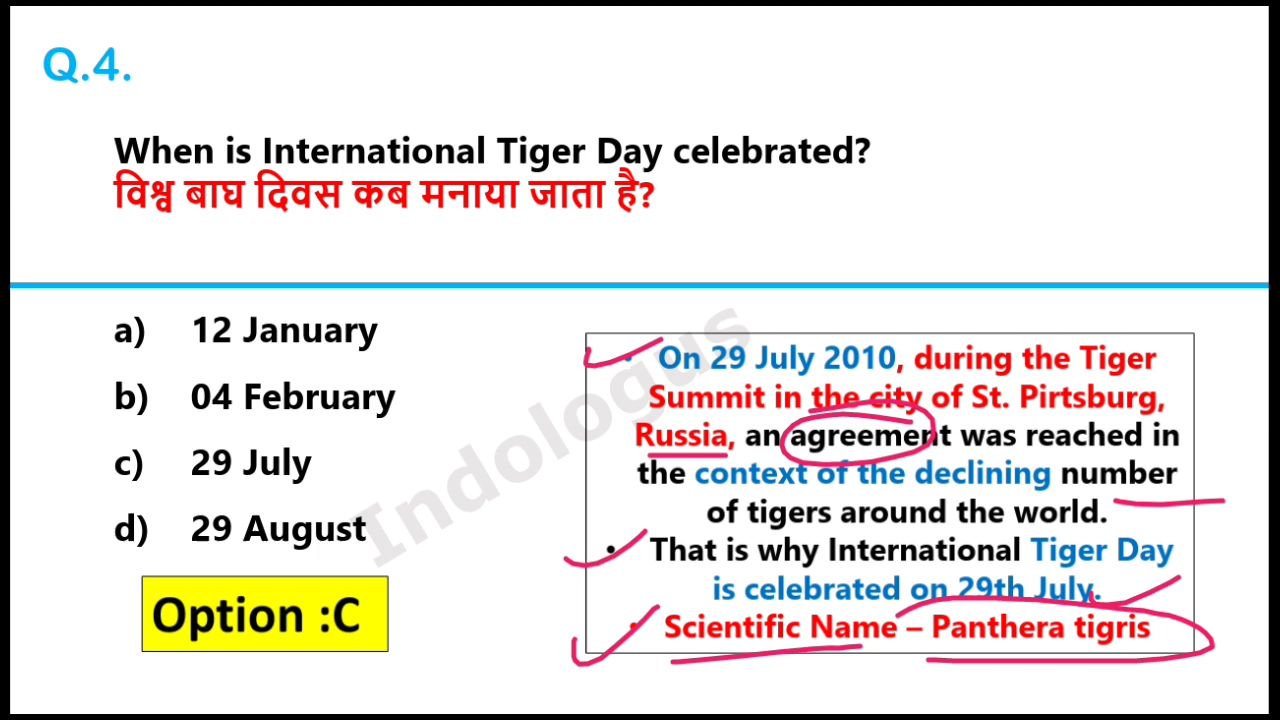 Q.4.
When is International Tiger Day celebrated?
विश्व बाघ दिवस कब मनाया जाता है?
a) 12 January
b) 04 February
c) 29 July
d) 29 August
Option :C
• On 29 July 2010, during the Tiger
Summit in the city of St. Pirtsburg,
Russia, an agreement was reached in
the context of the declining number
of tigers around the world.
• That is why International Tiger Day
is celebrated on 29th July.
• Scientific Name – Panthera tigris
Indologus